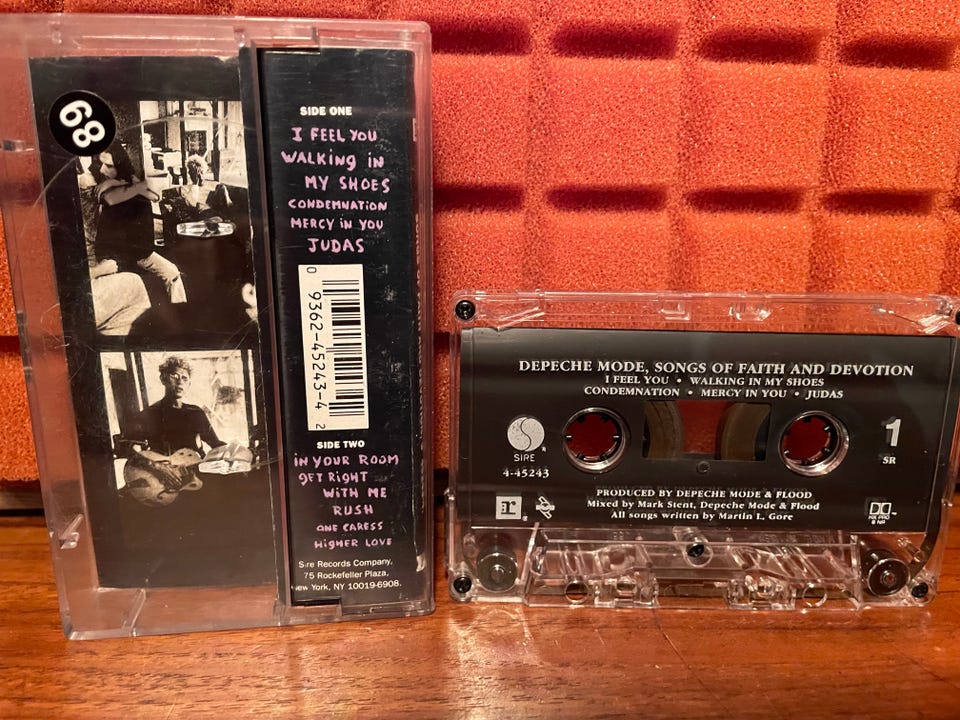 68
SIDE ONE
I FEEL YOU
WALKING IN
MY SHOES
CONDEMNATION
MERCY IN YOU
JUDAS
0 9362-45243-4 2
SIDE TWO
IN YOUR ROOM
GET RIGHT
WITH ME
RUSH
ONE CARESS
HIGHER LOVE
Sire Records Company,
75 Rockefeller Plaza,
New York, NY 10019-6908.
DEPECHE MODE, SONGS OF FAITH AND DEVOTION
I FEEL YOU • WALKING IN MY SHOES
CONDEMNATION • MERCY IN YOU • JUDAS
S
SIRE
4-45243
1
SR
PRODUCED BY DEPECHE MODE & FLOOD
Mixed by Mark Stent, Depeche Mode & Flood
All songs written by Martin L. Gore
r®
HX PRO
B NR